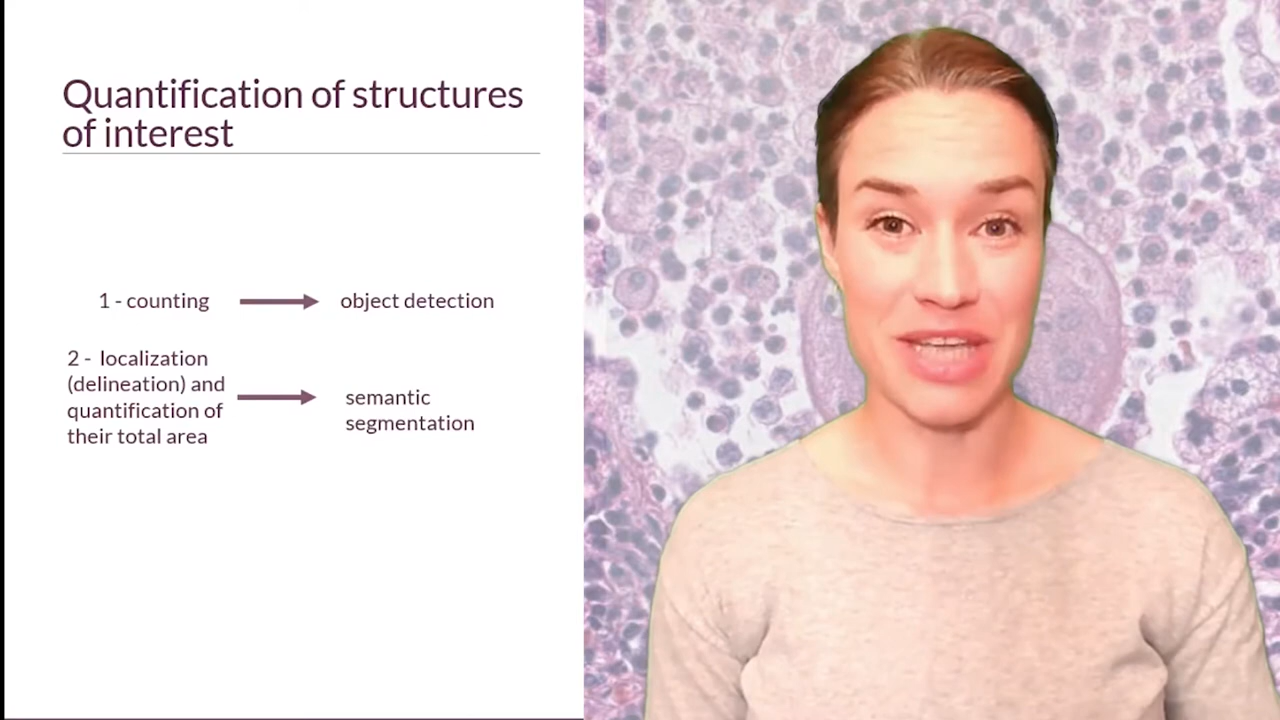 Quantification of structures
of interest
1 - counting
object detection
2 - localization
(delineation) and
quantification of
their total area
semantic
segmentation